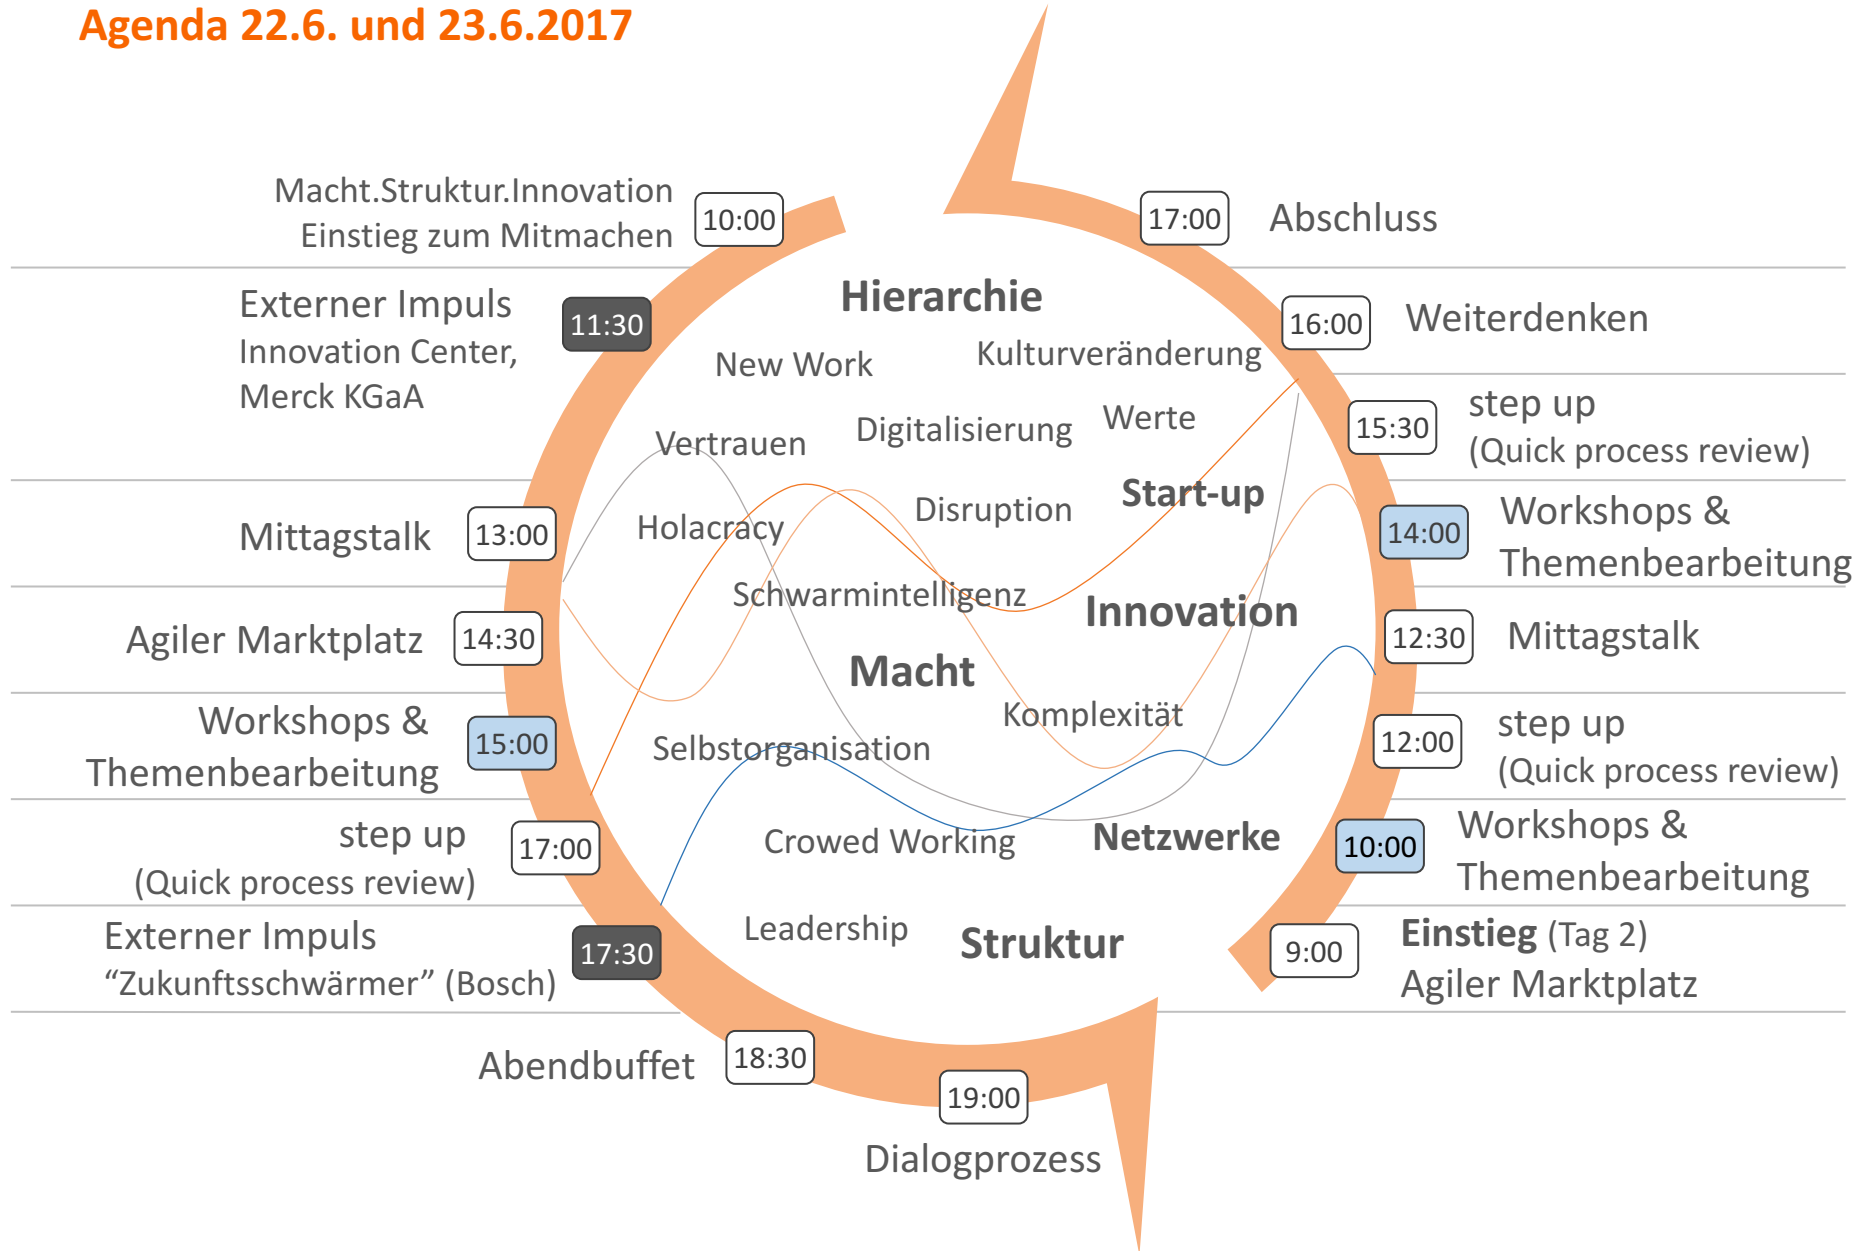 Agenda 22.6. und 23.6.2017
Macht.Struktur.Innovation
Einstieg zum Mitmachen
10:00
Externer Impuls
Innovation Center,
Merck KGaA
11:30
Mittagstalk
13:00
Agiler Marktplatz
14:30
Workshops &
Themenbearbeitung
15:00
step up
(Quick process review)
17:00
Externer Impuls
“Zukunftsschwärmer” (Bosch)
17:30
Abendbuffet
18:30
19:00
Dialogprozess
Hierarchie
New Work
Kulturveränderung
Vertrauen
Digitalisierung
Werte
Start-up
Holacracy
Disruption
Schwarmintelligenz
Innovation
Macht
Komplexität
Selbstorganisation
Crowed Working
Netzwerke
Leadership
Struktur
17:00
Abschluss
16:00
Weiterdenken
15:30
step up
(Quick process review)
14:00
Workshops &
Themenbearbeitung
12:30
Mittagstalk
12:00
step up
(Quick process review)
10:00
Workshops &
Themenbearbeitung
9:00
Einstieg (Tag 2)
Agiler Marktplatz